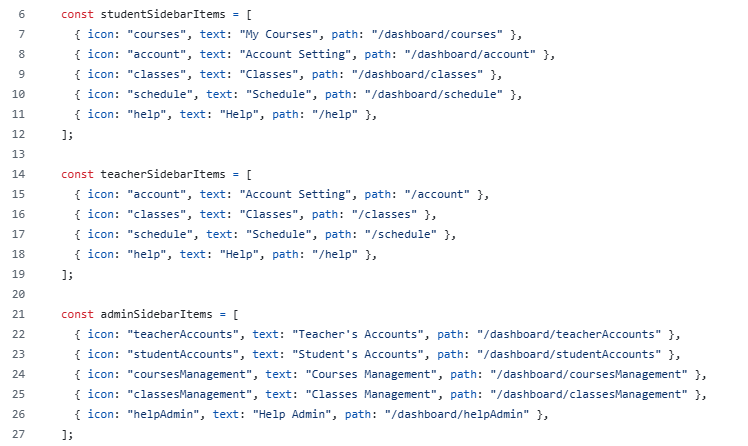 6 const studentSidebarItems = [
7 { icon: "courses", text: "My Courses", path: "/dashboard/courses" },
8 { icon: "account", text: "Account Setting", path: "/dashboard/account" },
9 { icon: "classes", text: "Classes", path: "/dashboard/classes" },
10 { icon: "schedule", text: "Schedule", path: "/dashboard/schedule" },
11 { icon: "help", text: "Help", path: "/help" },
12 ];
13
14 const teacherSidebarItems = [
15 { icon: "account", text: "Account Setting", path: "/account" },
16 { icon: "classes", text: "Classes", path: "/classes" },
17 { icon: "schedule", text: "Schedule", path: "/schedule" },
18 { icon: "help", text: "Help", path: "/help" },
19 ];
20
21 const adminSidebarItems = [
22 { icon: "teacherAccounts", text: "Teacher's Accounts", path: "/dashboard/teacherAccounts" },
23 { icon: "studentAccounts", text: "Student's Accounts", path: "/dashboard/studentAccounts" },
24 { icon: "coursesManagement", text: "Courses Management", path: "/dashboard/coursesManagement" },
25 { icon: "classesManagement", text: "Classes Management", path: "/dashboard/classesManagement" },
26 { icon: "helpAdmin", text: "Help Admin", path: "/dashboard/helpAdmin" },
27 ];